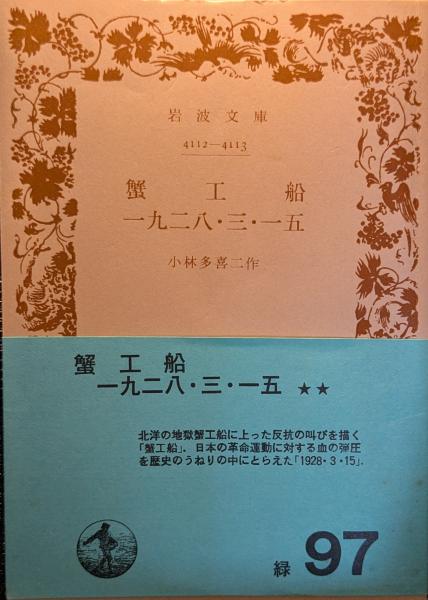 岩波文庫
4112—4113
蟹工船
一九二八・三・一五
小林多喜二作
蟹工船
一九二八・三・一五 ★★
北洋の地獄蟹工船に上った反抗の叫びを描く
「蟹工船」．日本の革命運動に対する血の弾圧
を歴史のうねりの中にとらえた「1928・3・15」．
緑 97